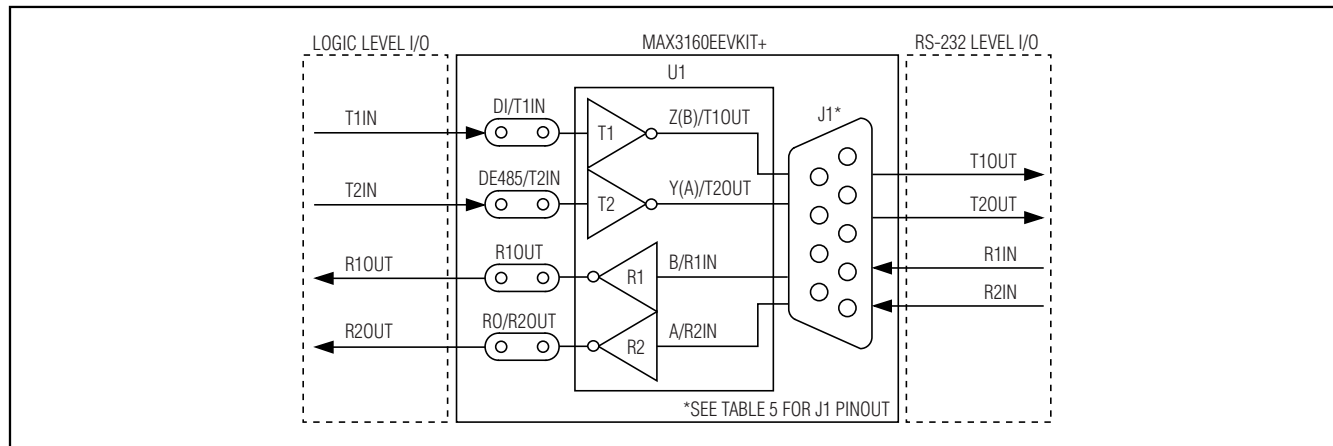 LOGIC LEVEL I/O
MAX3160EEVKIT+
RS-232 LEVEL I/O
U1
DI/T1IN
Z(B)/T1OUT
J1*
T1IN
T1
T1OUT
DE485/T2IN
Y(A)/T2OUT
T2IN
T2
T2OUT
R1OUT
B/R1IN
R1IN
R1OUT
R1
R2IN
RO/R2OUT
A/R2IN
R2OUT
R2
*SEE TABLE 5 FOR J1 PINOUT